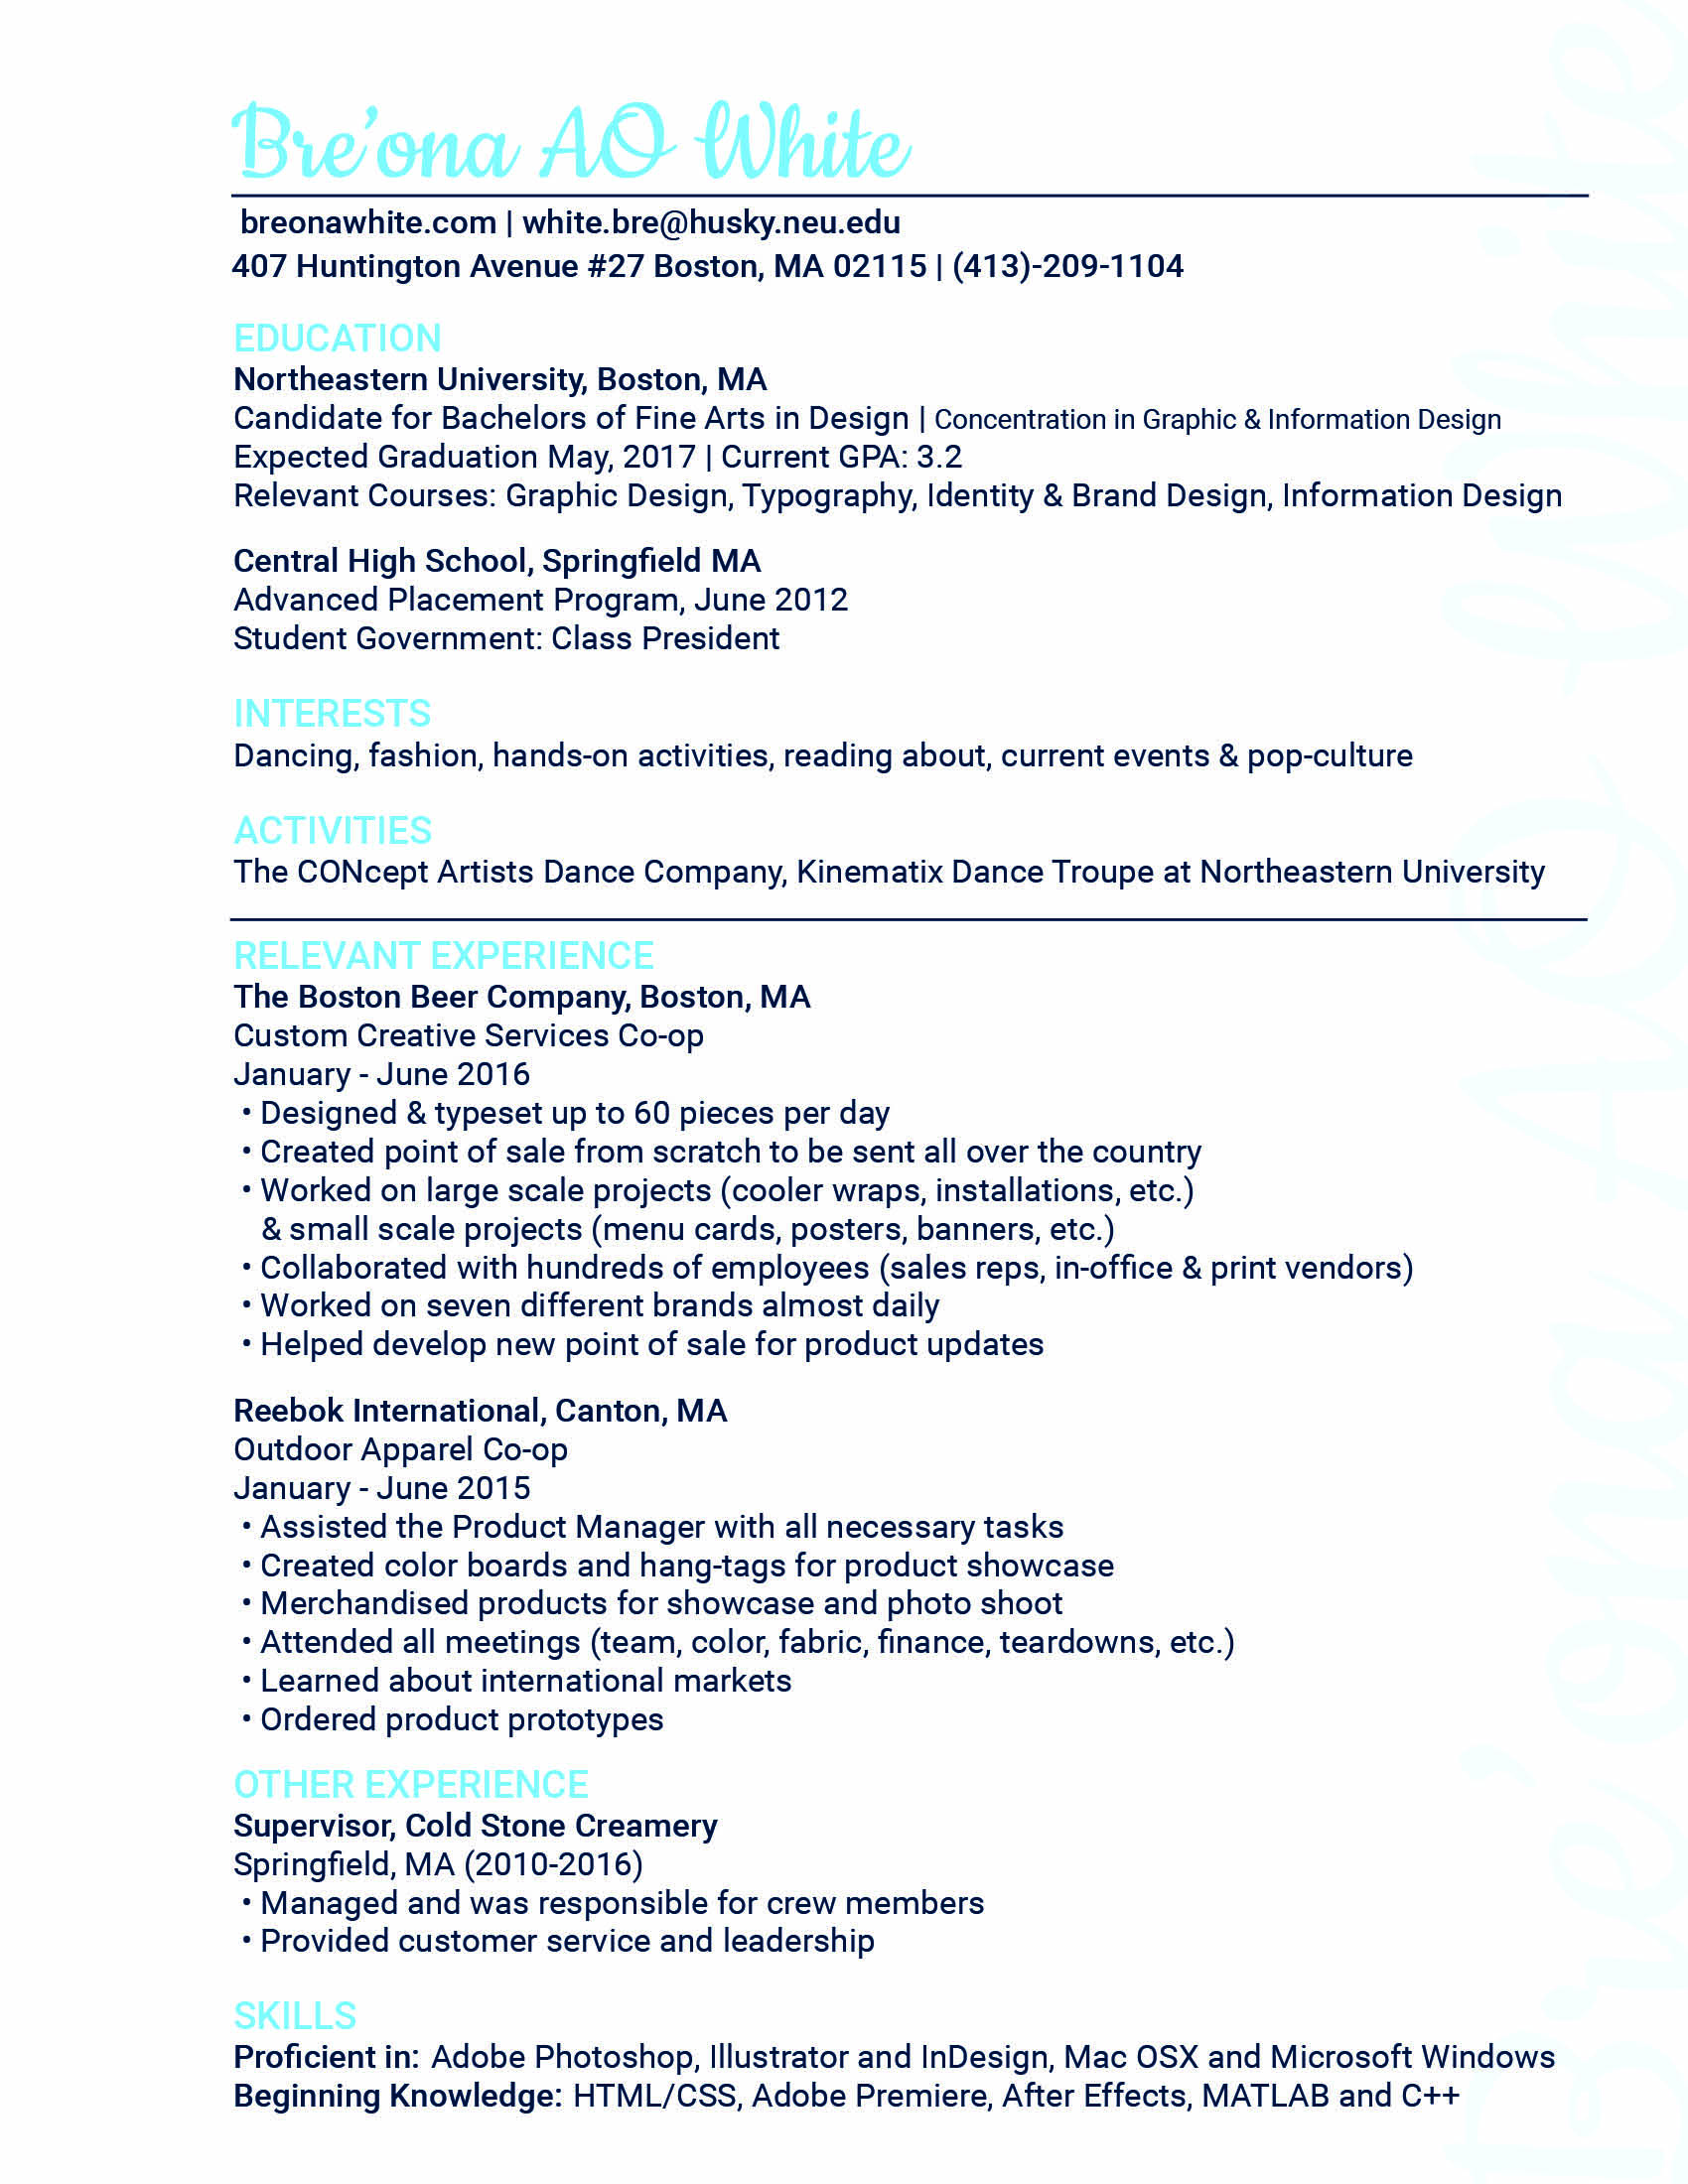 Bre’ona AO White
breonawhite.com | white.bre@husky.neu.edu
407 Huntington Avenue #27 Boston, MA 02115 | (413)-209-1104
EDUCATION
Northeastern University, Boston, MA
Candidate for Bachelors of Fine Arts in Design | Concentration in Graphic & Information Design
Expected Graduation May, 2017 | Current GPA: 3.2
Relevant Courses: Graphic Design, Typography, Identity & Brand Design, Information Design
Central High School, Springfield MA
Advanced Placement Program, June 2012
Student Government: Class President
INTERESTS
Dancing, fashion, hands-on activities, reading about, current events & pop-culture
ACTIVITIES
The CONcept Artists Dance Company, Kinematix Dance Troupe at Northeastern University
RELEVANT EXPERIENCE
The Boston Beer Company, Boston, MA
Custom Creative Services Co-op
January - June 2016
• Designed & typeset up to 60 pieces per day
• Created point of sale from scratch to be sent all over the country
• Worked on large scale projects (cooler wraps, installations, etc.)
& small scale projects (menu cards, posters, banners, etc.)
• Collaborated with hundreds of employees (sales reps, in-office & print vendors)
• Worked on seven different brands almost daily
• Helped develop new point of sale for product updates
Reebok International, Canton, MA
Outdoor Apparel Co-op
January - June 2015
• Assisted the Product Manager with all necessary tasks
• Created color boards and hang-tags for product showcase
• Merchandised products for showcase and photo shoot
• Attended all meetings (team, color, fabric, finance, teardowns, etc.)
• Learned about international markets
• Ordered product prototypes
OTHER EXPERIENCE
Supervisor, Cold Stone Creamery
Springfield, MA (2010-2016)
• Managed and was responsible for crew members
• Provided customer service and leadership
SKILLS
Proficient in: Adobe Photoshop, Illustrator and InDesign, Mac OSX and Microsoft Windows
Beginning Knowledge: HTML/CSS, Adobe Premiere, After Effects, MATLAB and C++
Bre’ona AO White